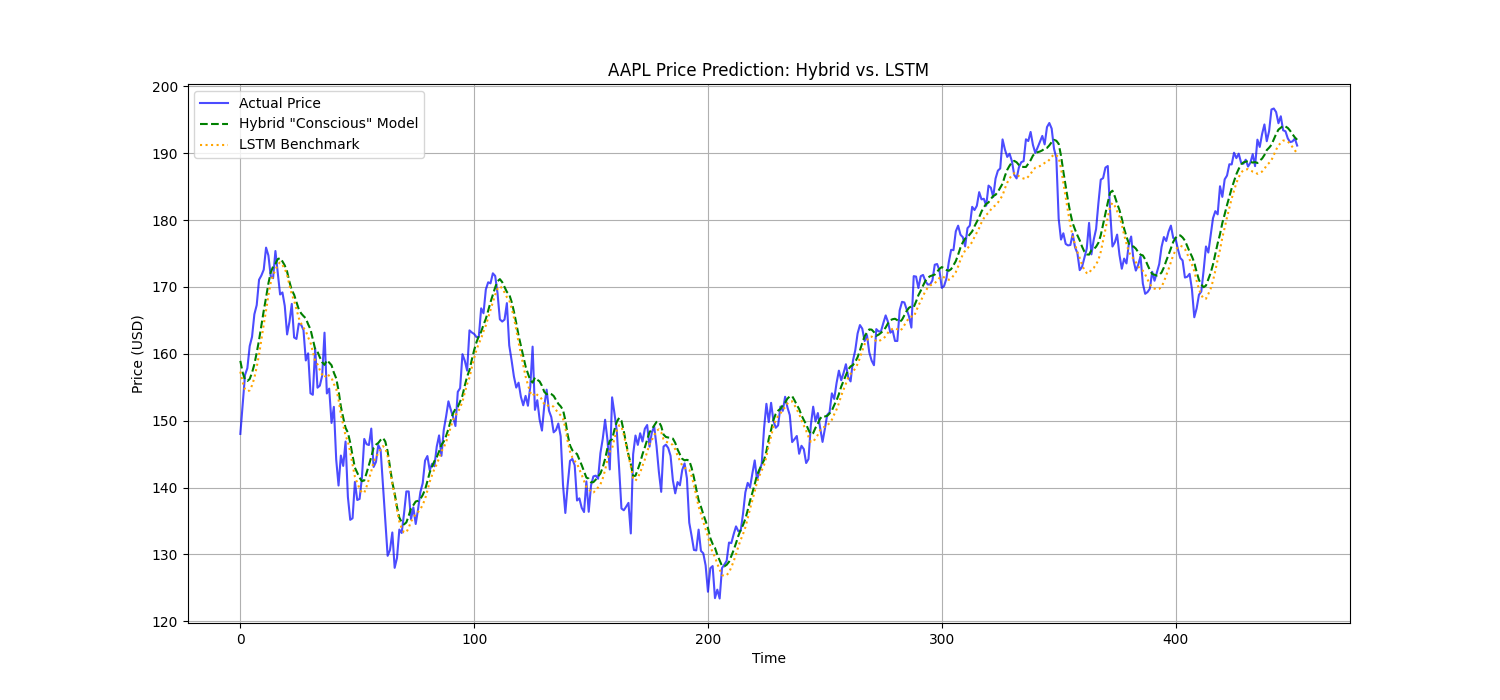 AAPL Price Prediction: Hybrid vs. LSTM
Actual Price
Hybrid "Conscious" Model
LSTM Benchmark
Price (USD)
200
190
180
170
160
150
140
130
120
0 100 200 300 400
Time